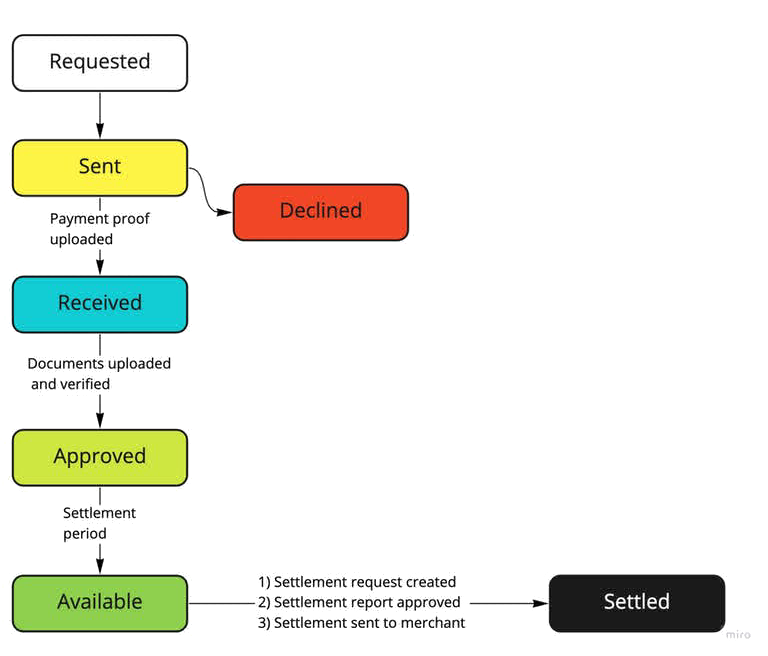 Requested
Sent
Declined
Payment proof
uploaded
Received
Documents uploaded
and verified
Approved
Settlement
period
Available
1) Settlement request created
2) Settlement report approved
3) Settlement sent to merchant
Settled
miro